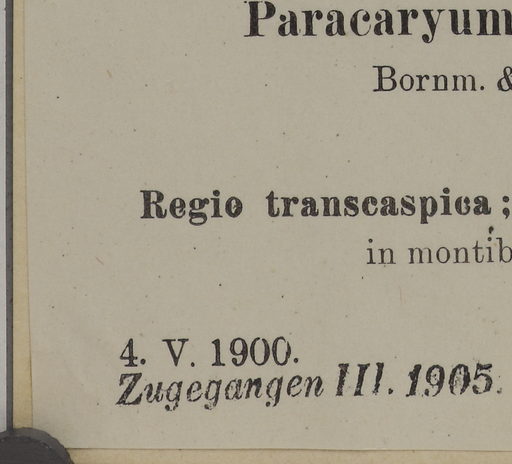 Paracaryum
Bornm. &
Regio transcaspica;
in montib
4. V. 1900.
Zugegangen III. 1905.